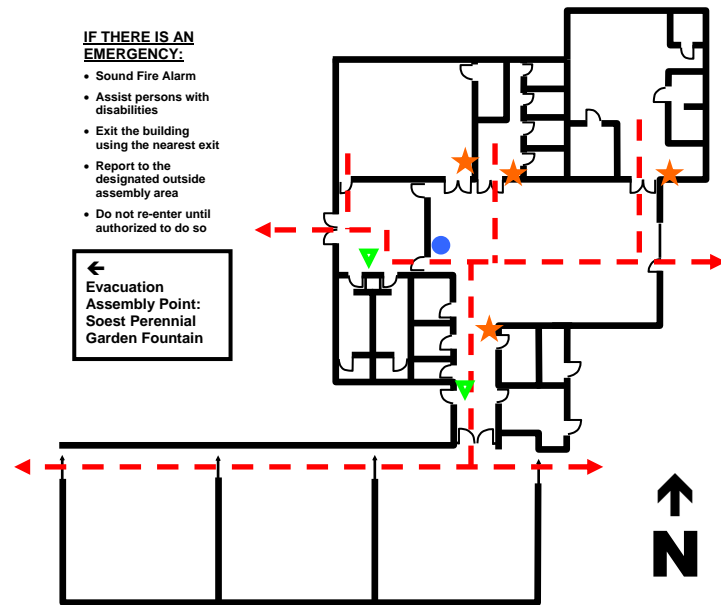 IF THERE IS AN
EMERGENCY:
• Sound Fire Alarm
• Assist persons with
disabilities
• Exit the building
using the nearest exit
• Report to the
designated outside
assembly area
• Do not re-enter until
authorized to do so
←
Evacuation
Assembly Point:
Soest Perennial
Garden Fountain
N